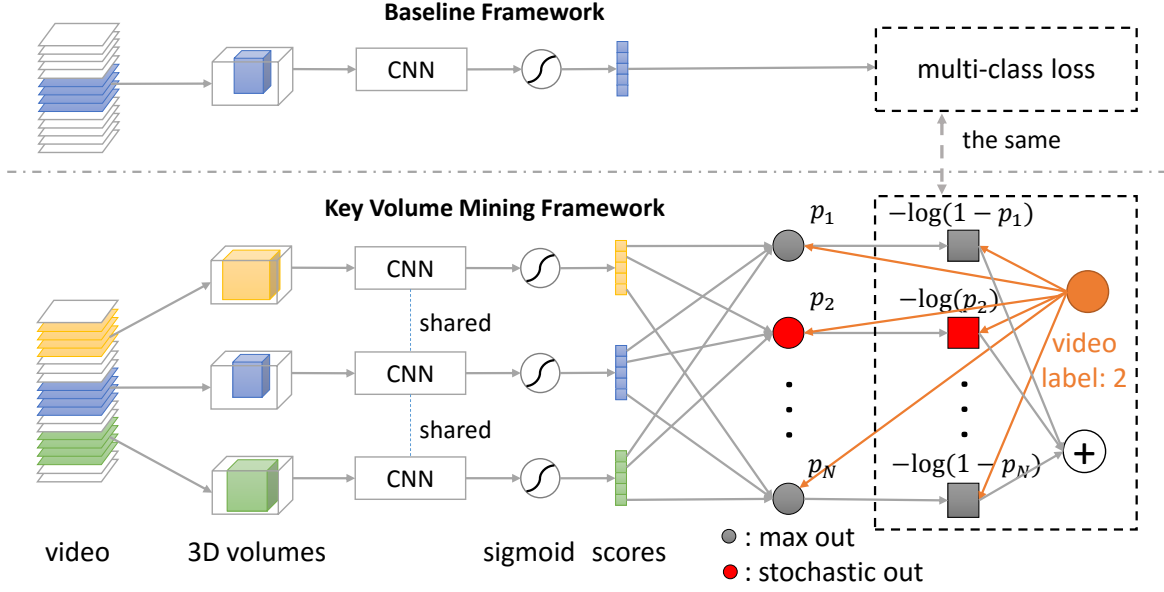 Baseline Framework
CNN
multi-class loss
the same
Key Volume Mining Framework
p₁
−log(1 − p₁)
CNN
shared
p₂
−log(p₂)
CNN
video
label: 2
shared
CNN
p_N
−log(1 − p_N)
+
video
3D volumes
sigmoid
scores
: max out
: stochastic out